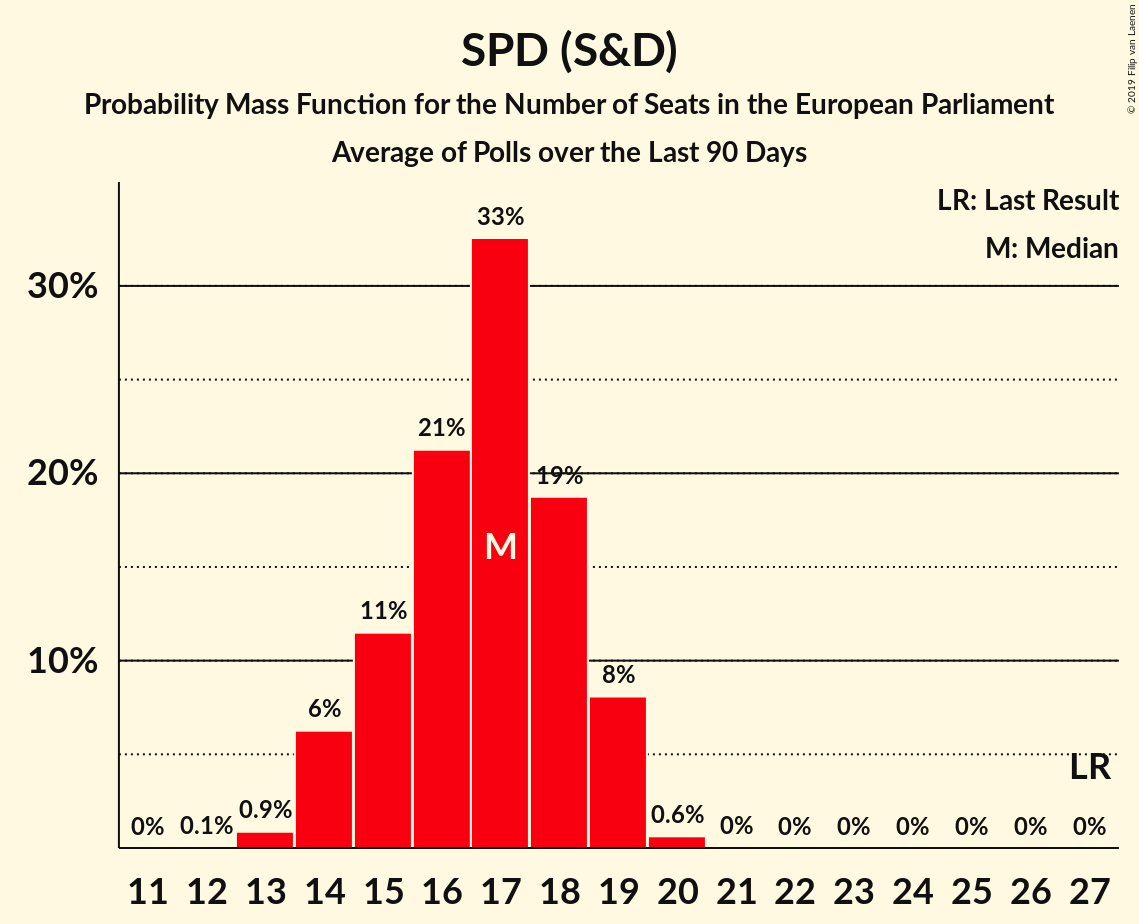 SPD (S&D)
Probability Mass Function for the Number of Seats in the European Parliament
Average of Polls over the Last 90 Days
© 2019 Filip van Laenen
LR: Last Result
M: Median
33%
30%
21%
20%
19%
M
11%
10%
8%
6%
LR
0% 0.1% 0.9% 0.6% 0% 0% 0% 0% 0% 0% 0%
11 12 13 14 15 16 17 18 19 20 21 22 23 24 25 26 27